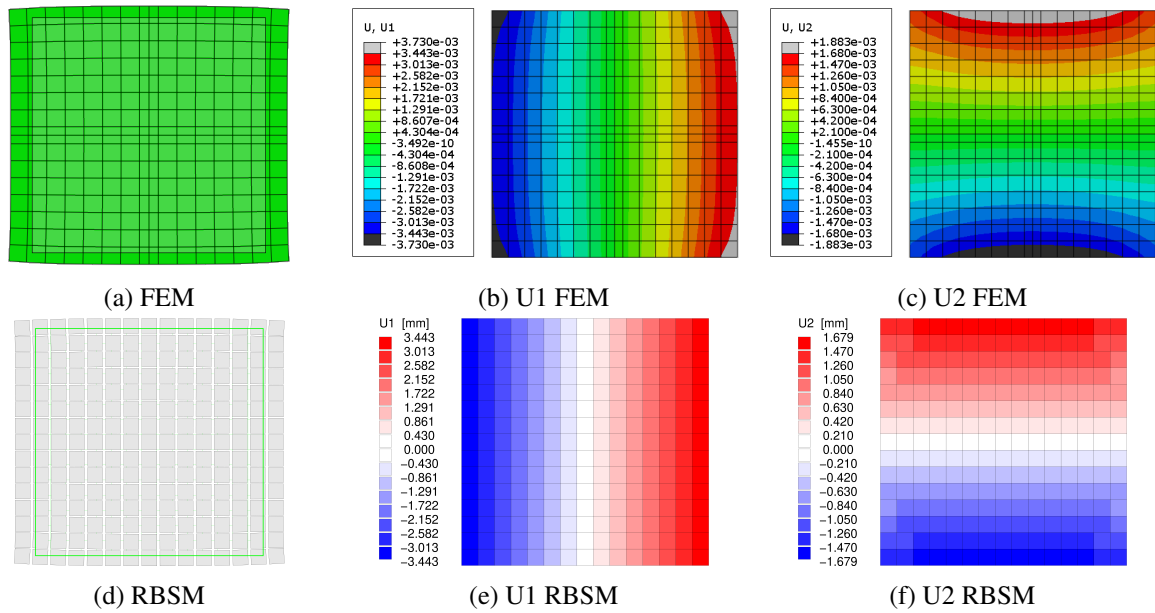 U, U1
+3.730e-03
+3.443e-03
+3.013e-03
+2.582e-03
+2.152e-03
+1.721e-03
+1.291e-03
+8.607e-04
+4.304e-04
-3.492e-10
-4.304e-04
-8.608e-04
-1.291e-03
-1.722e-03
-2.152e-03
-2.582e-03
-3.013e-03
-3.443e-03
-3.730e-03
U, U2
+1.883e-03
+1.680e-03
+1.470e-03
+1.260e-03
+1.050e-03
+8.400e-04
+6.300e-04
+4.200e-04
+2.100e-04
-1.455e-10
-2.100e-04
-4.200e-04
-6.300e-04
-8.400e-04
-1.050e-03
-1.260e-03
-1.470e-03
-1.680e-03
-1.883e-03
(a) FEM
(b) U1 FEM
(c) U2 FEM
U1 [mm]
3.443
3.013
2.582
2.152
1.722
1.291
0.861
0.430
0.000
−0.430
−0.861
−1.291
−1.722
−2.152
−2.582
−3.013
−3.443
U2 [mm]
1.679
1.470
1.260
1.050
0.840
0.630
0.420
0.210
0.000
−0.210
−0.420
−0.630
−0.840
−1.050
−1.260
−1.470
−1.679
(d) RBSM
(e) U1 RBSM
(f) U2 RBSM